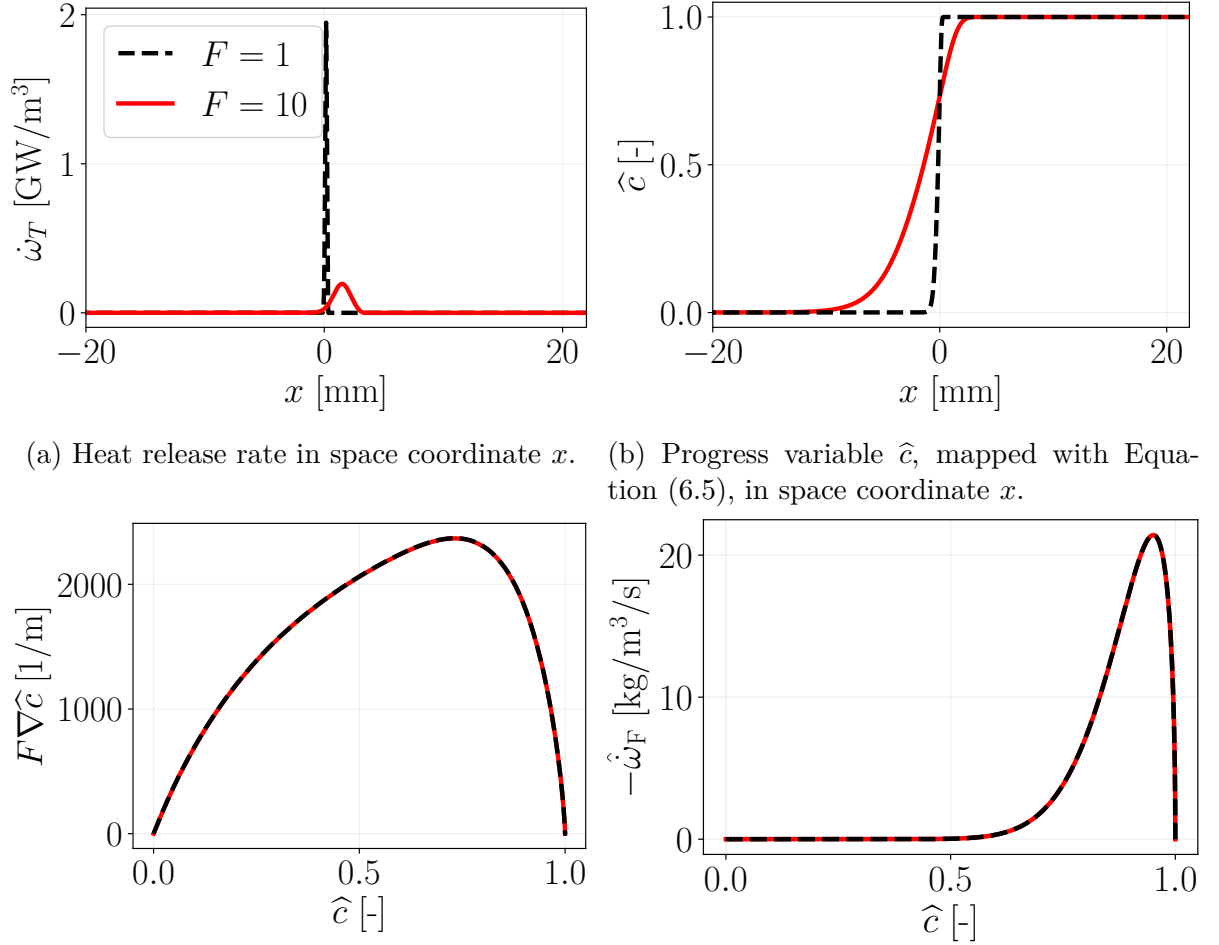 2
1
0
ω̇_T [GW/m³]
F = 1
F = 10
−20
0
20
x [mm]
1.0
0.5
0.0
ĉ [-]
−20
0
20
x [mm]
(a) Heat release rate in space coordinate x.
(b) Progress variable ĉ, mapped with Equa-
tion (6.5), in space coordinate x.
2000
1000
0
F∇ĉ [1/m]
0.0
0.5
1.0
ĉ [-]
20
10
0
−ω̇̂_F [kg/m³/s]
0.0
0.5
1.0
ĉ [-]